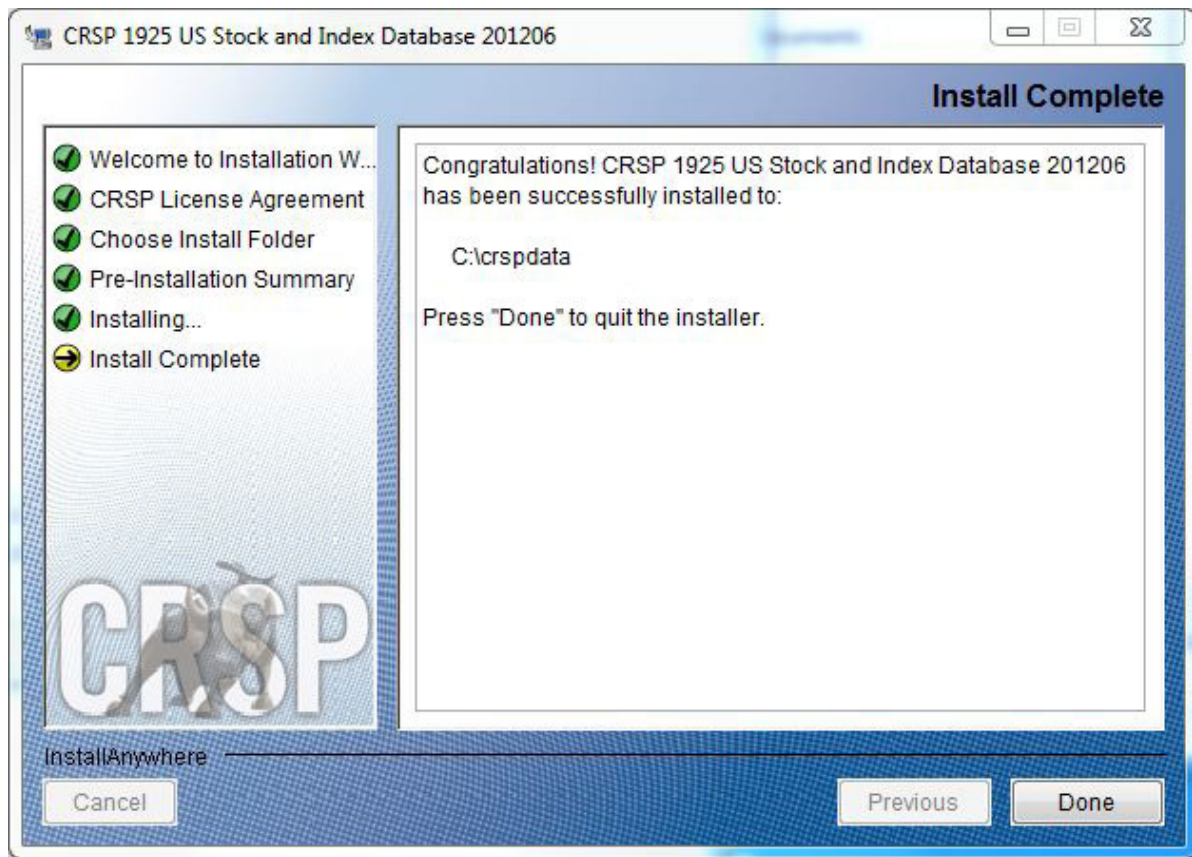 CRSP 1925 US Stock and Index Database 201206
Install Complete
Welcome to Installation W...
CRSP License Agreement
Choose Install Folder
Pre-Installation Summary
Installing...
Install Complete
Congratulations! CRSP 1925 US Stock and Index Database 201206
has been successfully installed to:
C:\crspdata
Press "Done" to quit the installer.
CRSP
InstallAnywhere
Cancel
Previous
Done